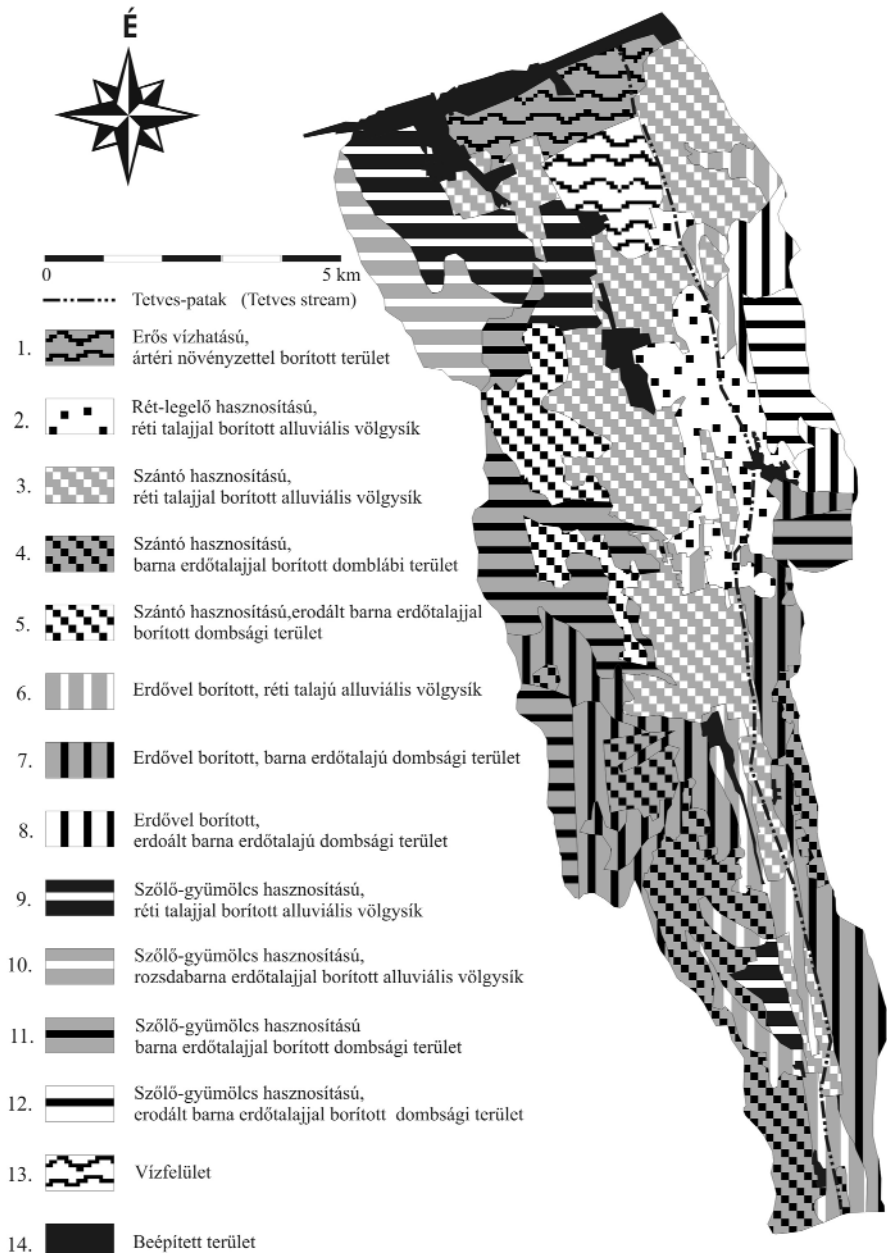 É
0 5 km
Tetves-patak (Tetves stream)
1. Erős vízhatású,
ártéri növényzettel borított terület
2. Rét-legelő hasznosítású,
réti talajjal borított alluviális völgysík
3. Szántó hasznosítású,
réti talajjal borított alluviális völgysík
4. Szántó hasznosítású,
barna erdőtalajjal borított domblábi terület
5. Szántó hasznosítású,erodált barna erdőtalajjal
borított dombsági terület
6. Erdővel borított, réti talajú alluviális völgysík
7. Erdővel borított, barna erdőtalajú dombsági terület
8. Erdővel borított,
erdoált barna erdőtalajú dombsági terület
9. Szőlő-gyümölcs hasznosítású,
réti talajjal borított alluviális völgysík
10. Szőlő-gyümölcs hasznosítású,
rozsdabarna erdőtalajjal borított alluviális völgysík
11. Szőlő-gyümölcs hasznosítású
barna erdőtalajjal borított dombsági terület
12. Szőlő-gyümölcs hasznosítású,
erodált barna erdőtalajjal borított dombsági terület
13. Vízfelület
14. Beépített terület